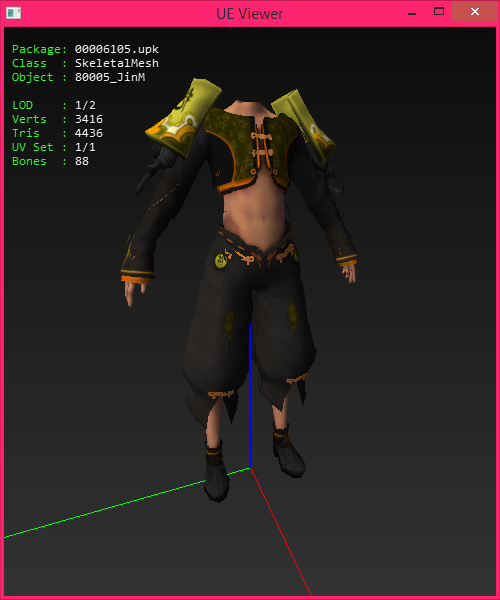 UE Viewer
Package: 00006105.upk
Class : SkeletalMesh
Object : 80005_JinM
LOD : 1/2
Verts : 3416
Tris : 4436
UV Set : 1/1
Bones : 88